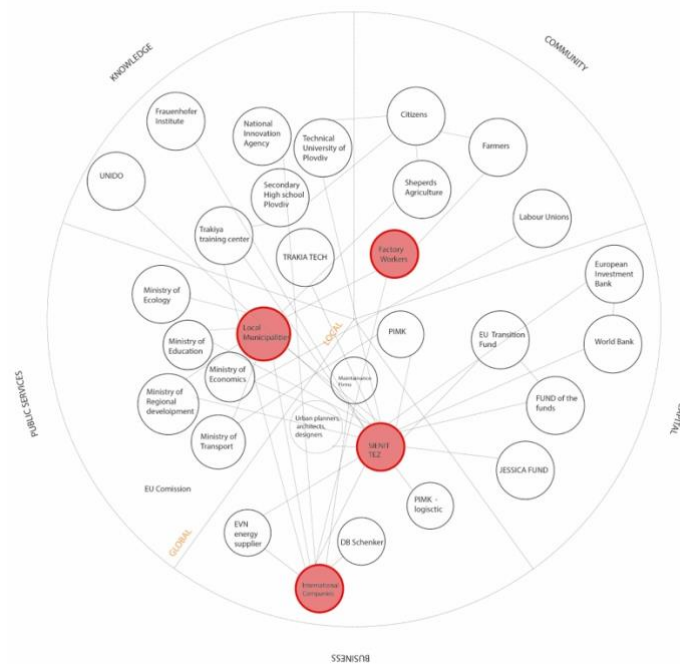 KNOWLEDGE
COMMUNITY
Frauenhofer
Institute
National
Innovation
Agency
Technical
University of
Plovdiv
Citizens
Farmers
UNIDO
Secondary
High school
Plovdiv
Sheperds
Agriculture
Labour Unions
Trakiya
training center
TRAKIA TECH
Factory
Workers
European
Investment
Bank
Ministry of
Ecology
Local
Municipalities
LOCAL
PIMK
EU Transition
Fund
World Bank
Ministry of
Education
Ministry of
Economics
Maintainance
Firms
Ministry of
Regional
develoipment
Urban planners,
architects,
designers
FUND of the
funds
PUBLIC SERVICES
Ministry of
Transport
TEZ
JESSICA FUND
EU Comission
PIMK -
logisctic
GLOBAL
EVN
energy
supplier
DB Schenker
International
Companies
BUSINESS